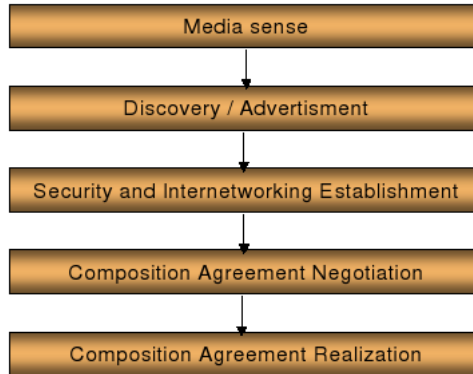 Media sense
Discovery / Advertisment
Security and Internetworking Establishment
Composition Agreement Negotiation
Composition Agreement Realization